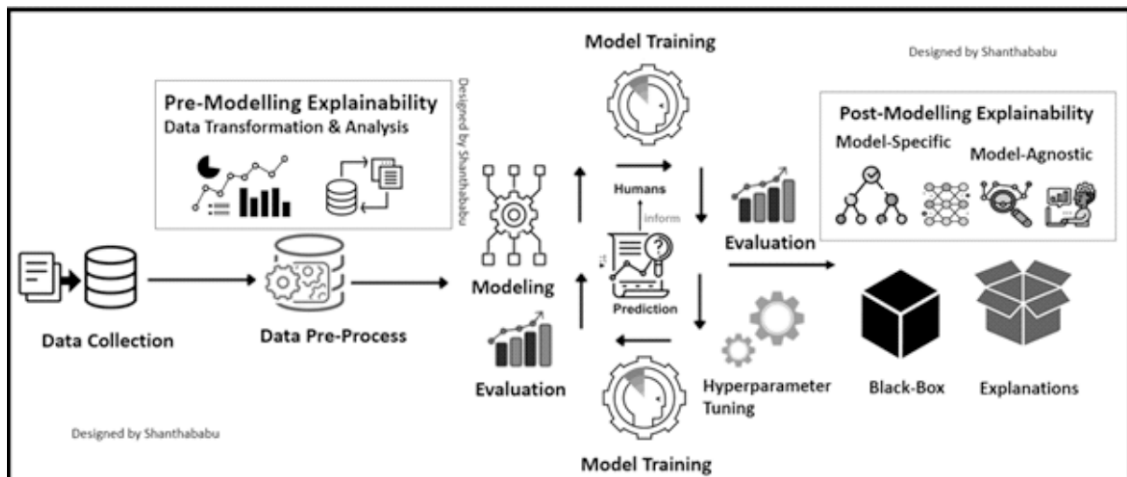 Model Training
Designed by Shanthababu
Pre-Modelling Explainability
Data Transformation & Analysis
Designed by Shanthababu
Post-Modelling Explainability
Model-Specific
Model-Agnostic
Humans
inform
Evaluation
Modeling
Prediction
Data Collection
Data Pre-Process
Evaluation
Hyperparameter
Tuning
Black-Box
Explanations
Designed by Shanthababu
Model Training